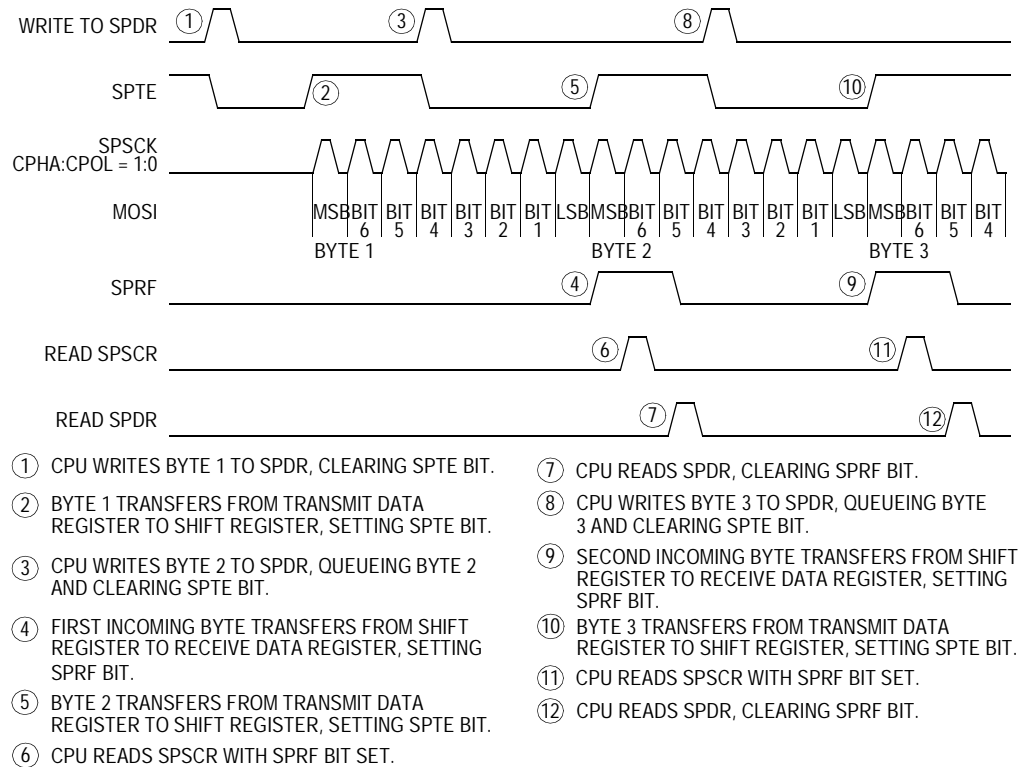 WRITE TO SPDR
1
3
8
SPTE
2
5
10
SPSCK
CPHA:CPOL = 1:0
MOSI
MSB BIT BIT BIT BIT BIT BIT LSB MSB BIT BIT BIT BIT BIT BIT LSB MSB BIT BIT BIT
6 5 4 3 2 1 6 5 4 3 2 1 6 5 4
BYTE 1 BYTE 2 BYTE 3
SPRF
4
9
READ SPSCR
6
11
READ SPDR
7
12
1 CPU WRITES BYTE 1 TO SPDR, CLEARING SPTE BIT.
2 BYTE 1 TRANSFERS FROM TRANSMIT DATA
REGISTER TO SHIFT REGISTER, SETTING SPTE BIT.
3 CPU WRITES BYTE 2 TO SPDR, QUEUEING BYTE 2
AND CLEARING SPTE BIT.
4 FIRST INCOMING BYTE TRANSFERS FROM SHIFT
REGISTER TO RECEIVE DATA REGISTER, SETTING
SPRF BIT.
5 BYTE 2 TRANSFERS FROM TRANSMIT DATA
REGISTER TO SHIFT REGISTER, SETTING SPTE BIT.
6 CPU READS SPSCR WITH SPRF BIT SET.
7 CPU READS SPDR, CLEARING SPRF BIT.
8 CPU WRITES BYTE 3 TO SPDR, QUEUEING BYTE
3 AND CLEARING SPTE BIT.
9 SECOND INCOMING BYTE TRANSFERS FROM SHIFT
REGISTER TO RECEIVE DATA REGISTER, SETTING
SPRF BIT.
10 BYTE 3 TRANSFERS FROM TRANSMIT DATA
REGISTER TO SHIFT REGISTER, SETTING SPTE BIT.
11 CPU READS SPSCR WITH SPRF BIT SET.
12 CPU READS SPDR, CLEARING SPRF BIT.